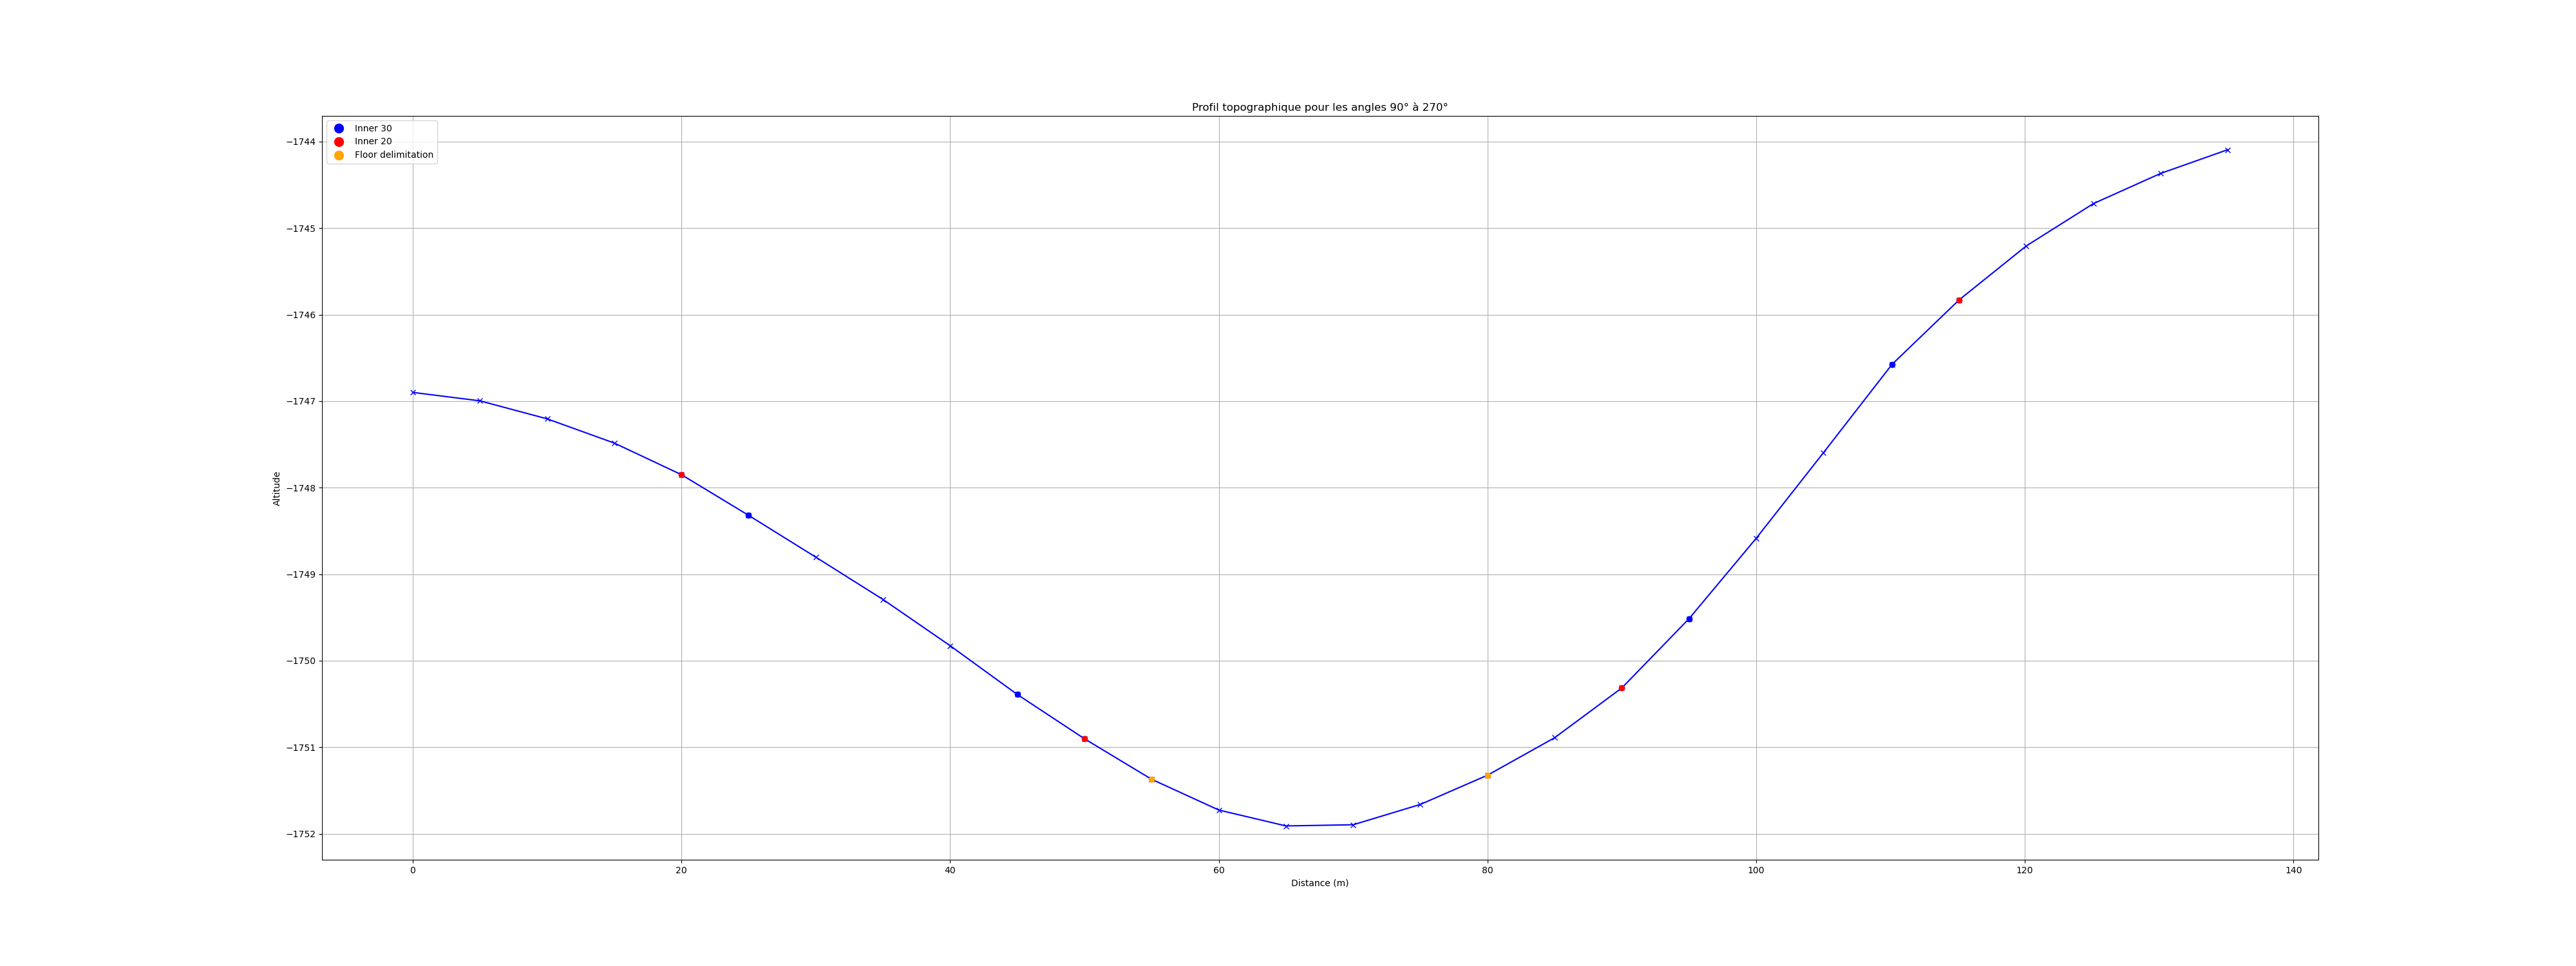 Profil topographique pour les angles 90° à 270°
Inner 30
Inner 20
Floor delimitation
−1744
−1745
−1746
−1747
−1748
−1749
−1750
−1751
−1752
Altitude
0 20 40 60 80 100 120 140
Distance (m)